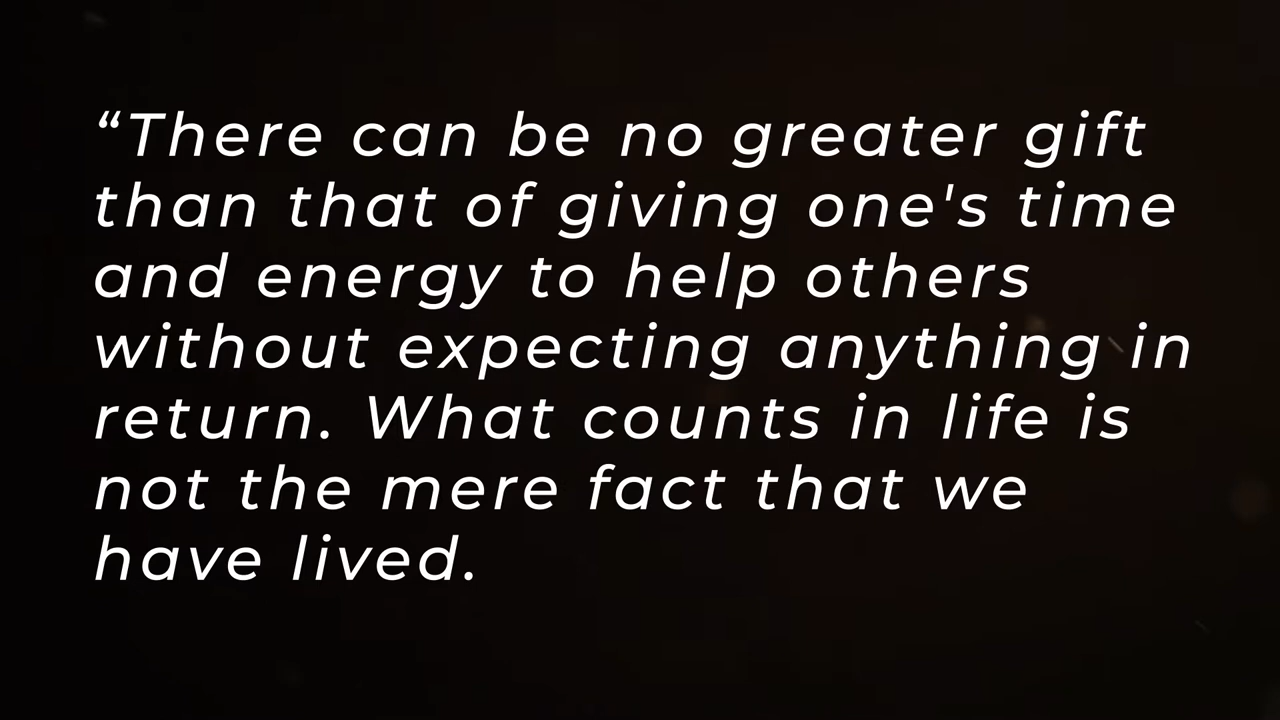 “There can be no greater gift
than that of giving one's time
and energy to help others
without expecting anything in
return. What counts in life is
not the mere fact that we
have lived.